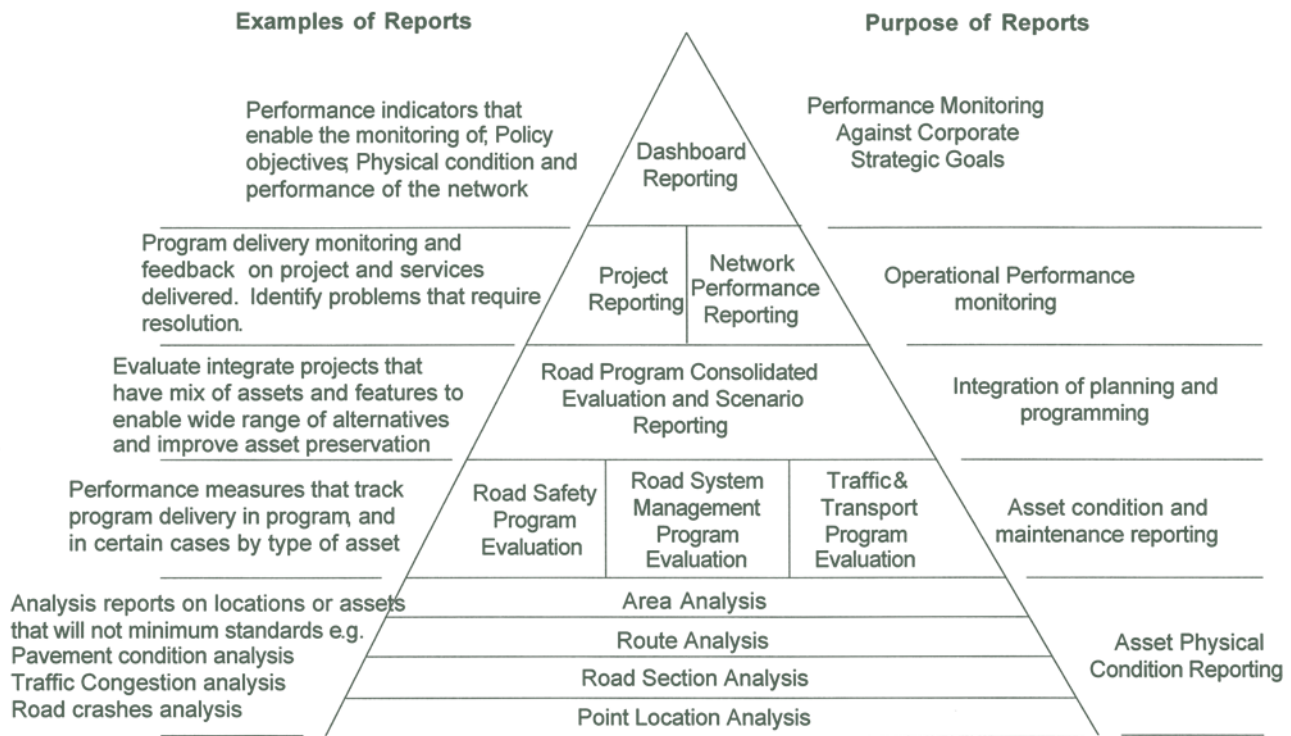 Examples of Reports
Purpose of Reports
Performance indicators that
enable the monitoring of; Policy
objectives; Physical condition and
performance of the network
Dashboard
Reporting
Performance Monitoring
Against Corporate
Strategic Goals
Program delivery monitoring and
feedback on project and services
delivered. Identify problems that require
resolution.
Project
Reporting
Network
Performance
Reporting
Operational Performance
monitoring
Evaluate integrate projects that
have mix of assets and features to
enable wide range of alternatives
and improve asset preservation
Road Program Consolidated
Evaluation and Scenario
Reporting
Integration of planning and
programming
Performance measures that track
program delivery in program, and
in certain cases by type of asset
Road Safety
Program
Evaluation
Road System
Management
Program
Evaluation
Traffic &
Transport
Program
Evaluation
Asset condition and
maintenance reporting
Analysis reports on locations or assets
that will not minimum standards e.g.
Pavement condition analysis
Traffic Congestion analysis
Road crashes analysis
Area Analysis
Route Analysis
Road Section Analysis
Point Location Analysis
Asset Physical
Condition Reporting